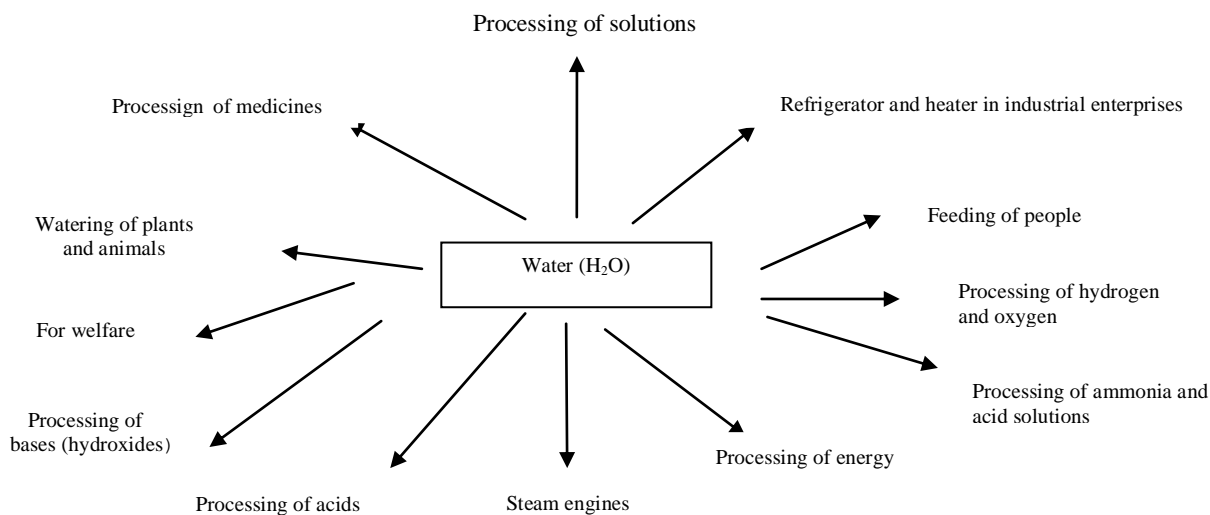 Processing of solutions
Processign of medicines
Refrigerator and heater in industrial enterprises
Watering of plants
and animals
Feeding of people
Water (H₂O)
Processing of hydrogen
and oxygen
For welfare
Processing of ammonia and
acid solutions
Processing of
bases (hydroxides)
Processing of energy
Processing of acids
Steam engines